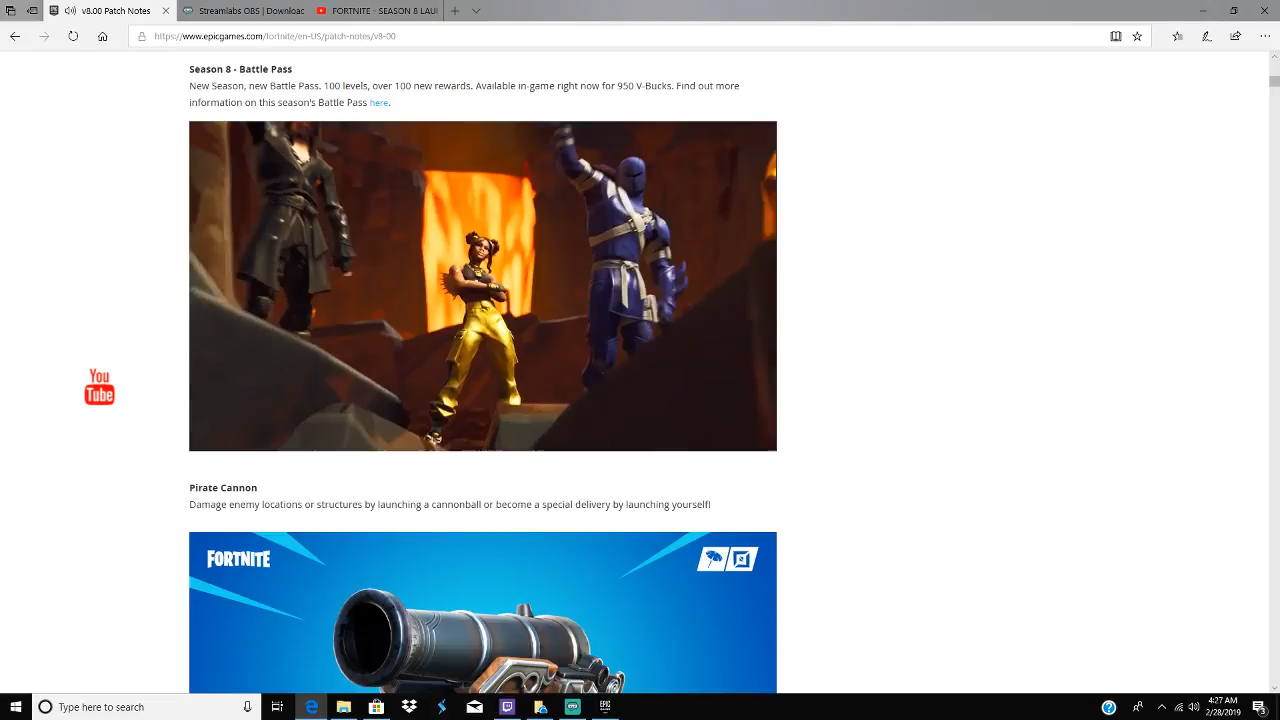 v8.00 Patch Notes
Streamlabs OBS | Download
FORTNITE - SEASON 8 LAUI
https://www.epicgames.com/fortnite/en-US/patch-notes/v8-00
Season 8 - Battle Pass
New Season, new Battle Pass. 100 levels, over 100 new rewards. Available in-game right now for 950 V-Bucks. Find out more
information on this season's Battle Pass here.
You
Tube
Pirate Cannon
Damage enemy locations or structures by launching a cannonball or become a special delivery by launching yourself!
FORTNITE
Type here to search
EPIC
4:27 AM
2/28/2019